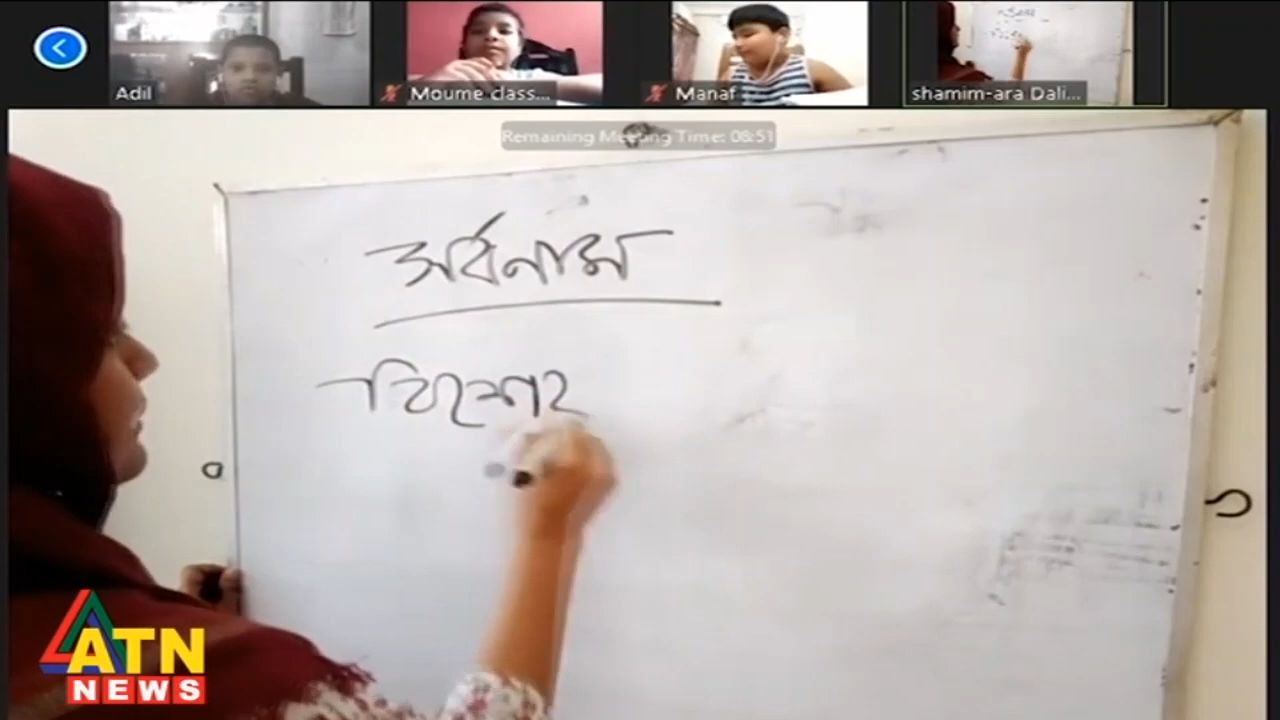 Adil
Moume class...
Manaf
shamim-ara Dali...
Remaining Meeting Time: 08:51
সর্বনাম
ATN
NEWS